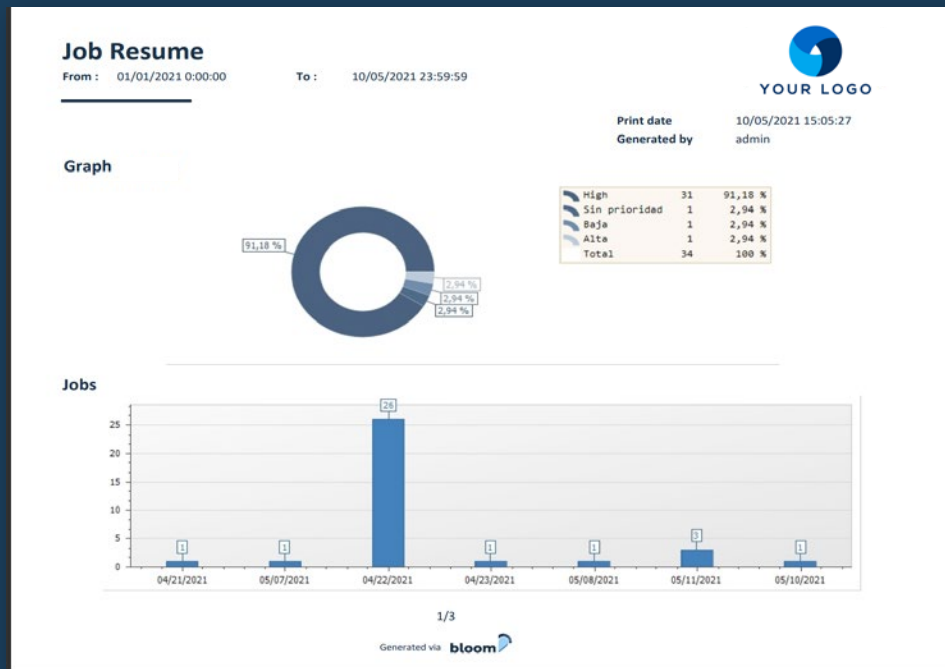 Job Resume
From : 01/01/2021 0:00:00 To : 10/05/2021 23:59:59
YOUR LOGO
Print date 10/05/2021 15:05:27
Generated by admin
Graph
High 31 91,18 %
Sin prioridad 1 2,94 %
Baja 1 2,94 %
Alta 1 2,94 %
Total 34 100 %
91,18 %
2,94 %
2,94 %
2,94 %
Jobs
26
25
20
15
10
5
0
1 1 1 1 3 1
04/21/2021 05/07/2021 04/22/2021 04/23/2021 05/08/2021 05/11/2021 05/10/2021
1/3
Generated via bloom